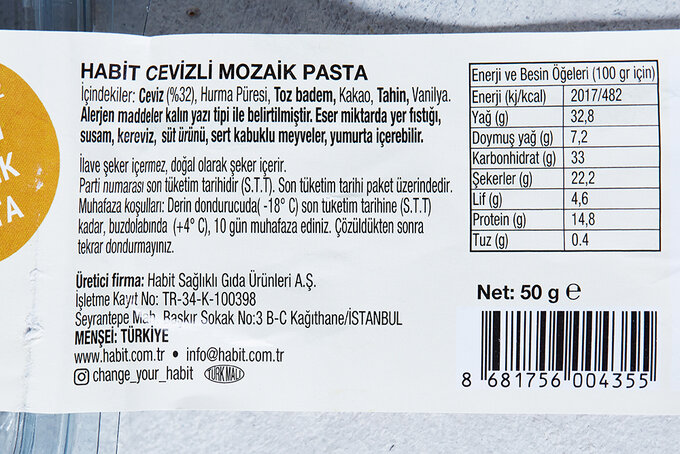 K
TA
HABİT CEVİZLİ MOZAİK PASTA
İçindekiler: Ceviz (%32), Hurma Püresi, Toz badem, Kakao, Tahin, Vanilya.
Alerjen maddeler kalın yazı tipi ile belirtilmiştir. Eser miktarda yer fıstığı,
susam, kereviz, süt ürünü, sert kabuklu meyveler, yumurta içerebilir.
İlave şeker içermez, doğal olarak şeker içerir.
Parti numarası son tüketim tarihidir (S.T.T). Son tüketim tarihi paket üzerindedir.
Muhafaza koşulları: Derin dondurucuda( -18° C) son tuketim tarihine (S.T.T)
kadar, buzdolabında (+4° C), 10 gün muhafaza ediniz. Çözüldükten sonra
tekrar dondurmayınız.
Üretici firma: Habit Sağlıklı Gıda Ürünleri A.Ş.
İşletme Kayıt No: TR-34-K-100398
Seyrantepe Mah. Baskır Sokak No:3 B-C Kağıthane/İSTANBUL
MENŞEİ: TÜRKİYE
www.habit.com.tr • info@habit.com.tr
change_your_habit TÜRK MALI
Enerji ve Besin Öğeleri (100 gr için)
Enerji (kj/kcal) 2017/482
Yağ (g) 32,8
Doymuş yağ (g) 7,2
Karbonhidrat (g) 33
Şekerler (g) 22,2
Lif (g) 4,6
Protein (g) 14,8
Tuz (g) 0.4
Net: 50 g ℮
8 681756 004355